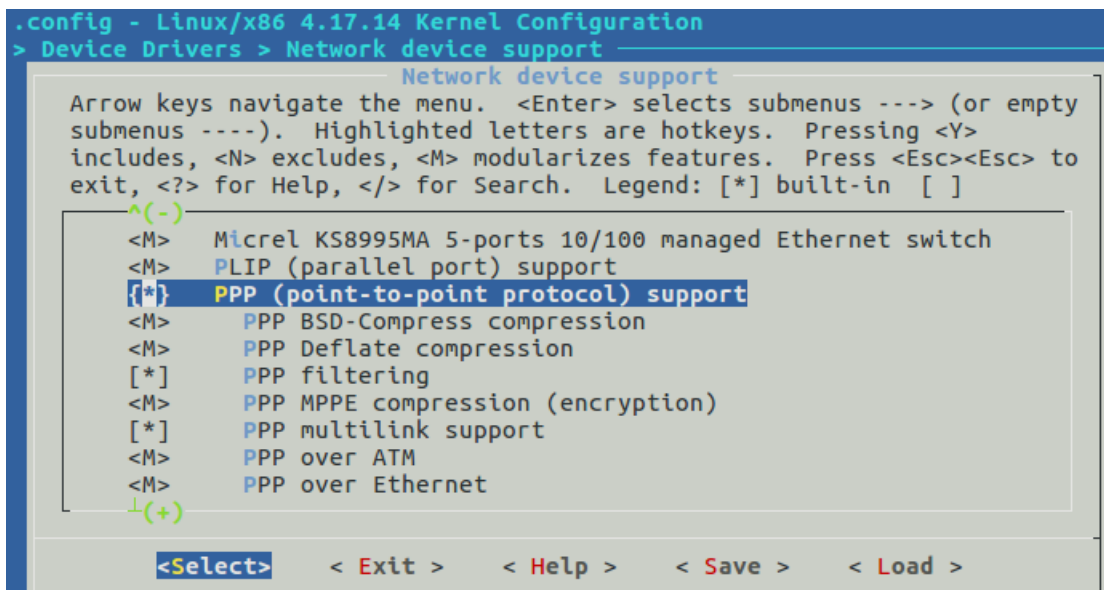 .config - Linux/x86 4.17.14 Kernel Configuration
> Device Drivers > Network device support
Network device support
Arrow keys navigate the menu.  <Enter> selects submenus ---> (or empty
submenus ----).  Highlighted letters are hotkeys.  Pressing <Y>
includes, <N> excludes, <M> modularizes features.  Press <Esc><Esc> to
exit, <?> for Help, </> for Search.  Legend: [*] built-in  [ ]
^(-)
<M>   Micrel KS8995MA 5-ports 10/100 managed Ethernet switch
<M>   PLIP (parallel port) support
{*}   PPP (point-to-point protocol) support
<M>     PPP BSD-Compress compression
<M>     PPP Deflate compression
[*]     PPP filtering
<M>     PPP MPPE compression (encryption)
[*]     PPP multilink support
<M>     PPP over ATM
<M>     PPP over Ethernet
┴(+)
<Select>    < Exit >    < Help >    < Save >    < Load >